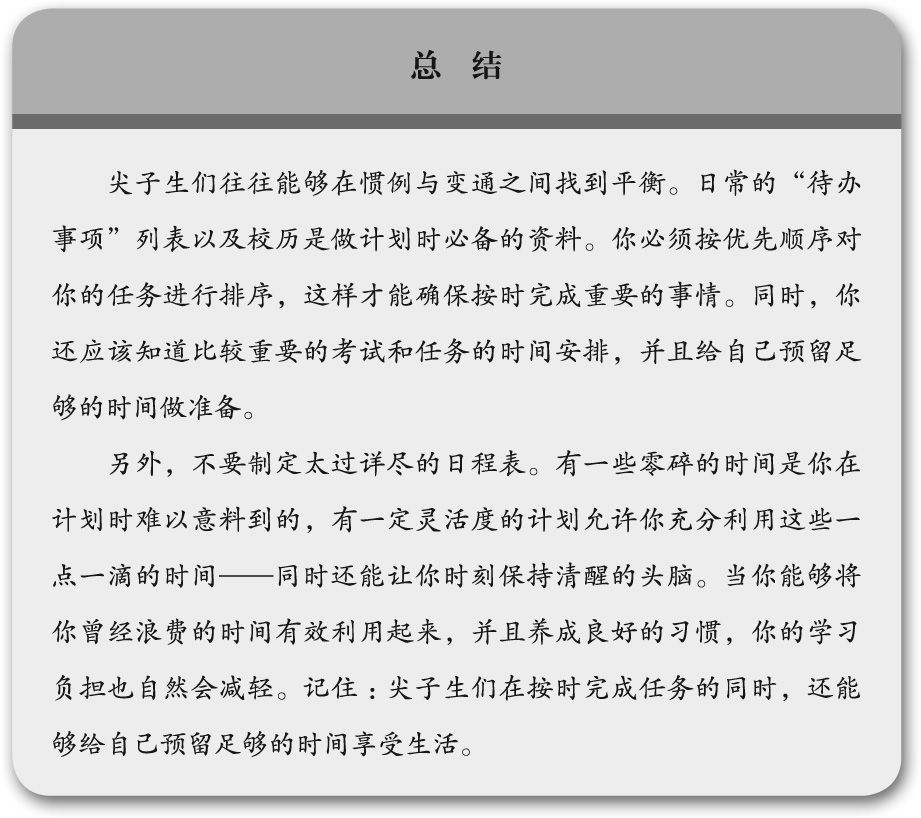 总 结
尖子生们往往能够在惯例与变通之间找到平衡。日常的“待办
事项”列表以及校历是做计划时必备的资料。你必须按优先顺序对
你的任务进行排序，这样才能确保按时完成重要的事情。同时，你
还应该知道比较重要的考试和任务的时间安排，并且给自己预留足
够的时间做准备。
另外，不要制定太过详尽的日程表。有一些零碎的时间是你在
计划时难以意料到的，有一定灵活度的计划允许你充分利用这些一
点一滴的时间——同时还能让你时刻保持清醒的头脑。当你能够将
你曾经浪费的时间有效利用起来，并且养成良好的习惯，你的学习
负担也自然会减轻。记住：尖子生们在按时完成任务的同时，还能
够给自己预留足够的时间享受生活。